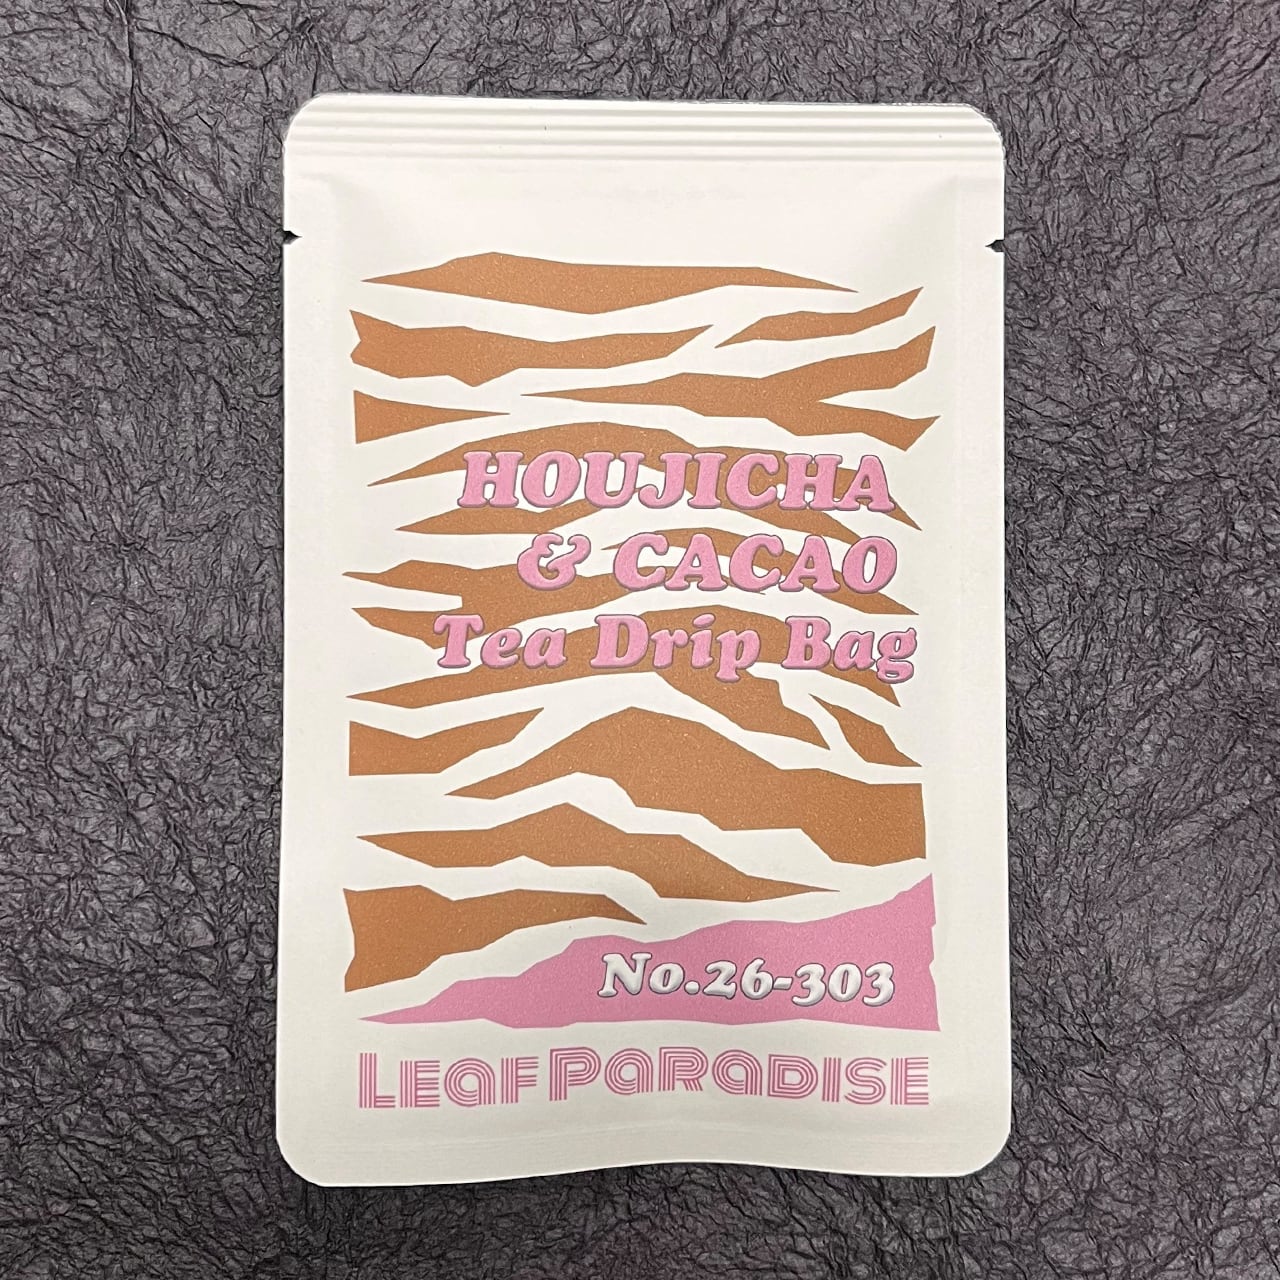 HOUJICHA
& CACAO
Tea Drip Bag
No.26-303
LEaF PaRaDISE